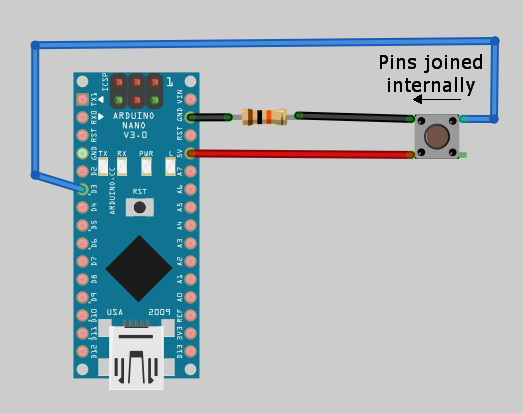 Pins joined
internally
ICSP
1
TX1
RX0
RST
GND
D2
D3
D4
D5
D6
D7
D8
D9
D10
D11
D12
ARDUINO
NANO
V3.0
TX RX PWR L
ARDUINO.CC
RST
USA 2009
VIN
GND
RST
5V
A7
A6
A5
A4
A3
A2
A1
A0
REF
3V3
D13